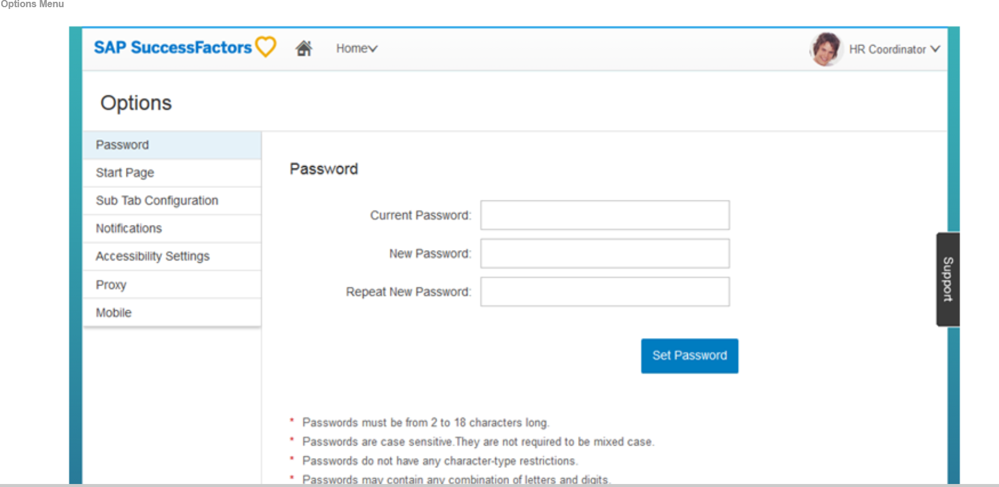 Options Menu
SAP SuccessFactors
Home
HR Coordinator
Options
Password
Start Page
Sub Tab Configuration
Notifications
Accessibility Settings
Proxy
Mobile
Password
Current Password:
New Password:
Repeat New Password:
Set Password
Support
* Passwords must be from 2 to 18 characters long.
* Passwords are case sensitive.They are not required to be mixed case.
* Passwords do not have any character-type restrictions.
* Passwords may contain any combination of letters and digits.